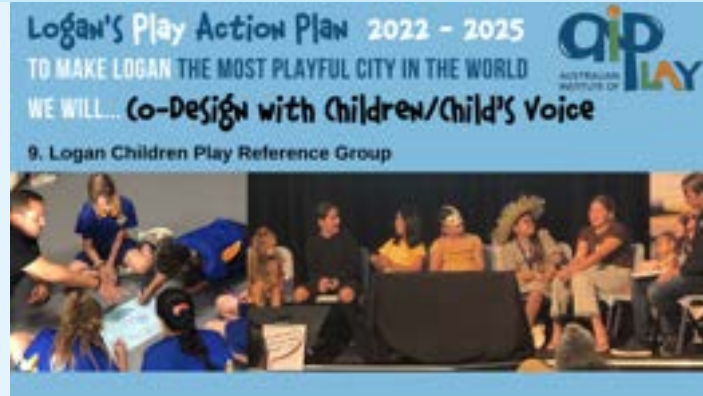 Logan's Play Action Plan 2022 - 2025
TO MAKE LOGAN THE MOST PLAYFUL CITY IN THE WORLD
WE WILL... Co-Design with Children/Child's Voice
9. Logan Children Play Reference Group
aiPLAY
AUSTRALIAN
INSTITUTE OF